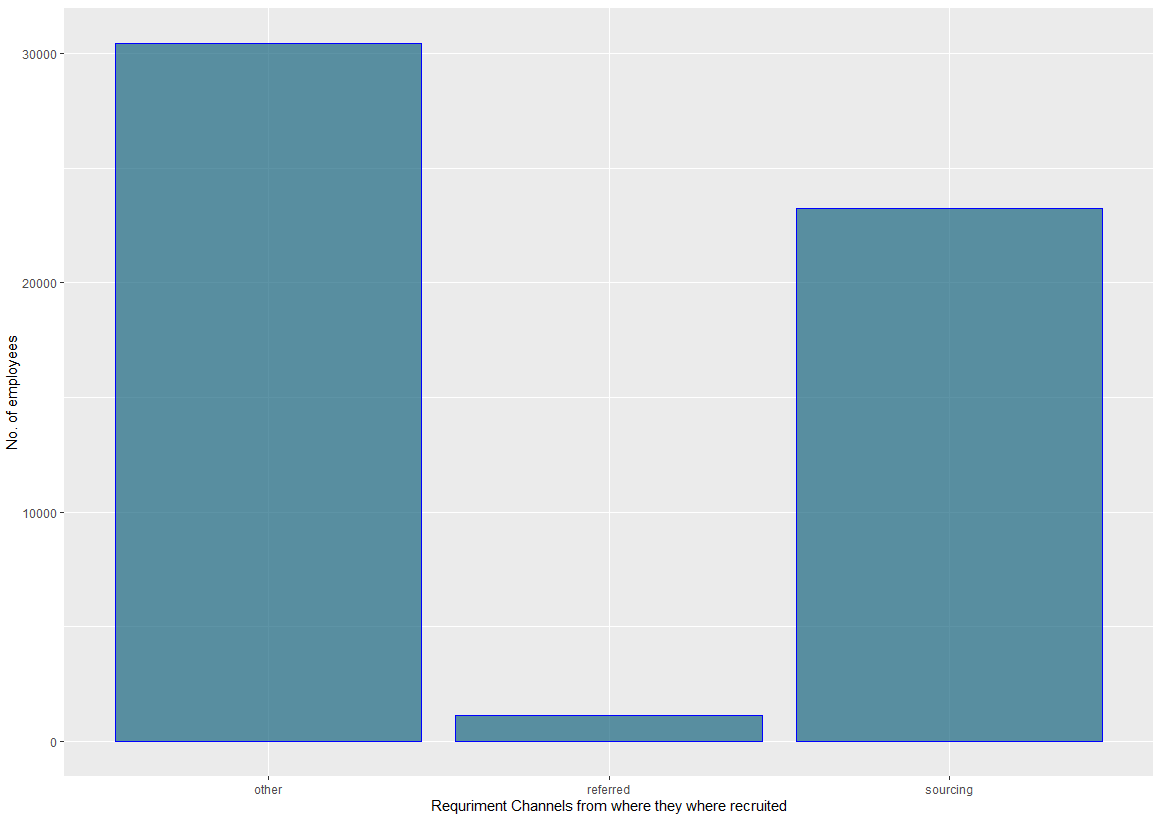 30000
20000
10000
0
No. of employees
other
referred
sourcing
Requriment Channels from where they where recruited